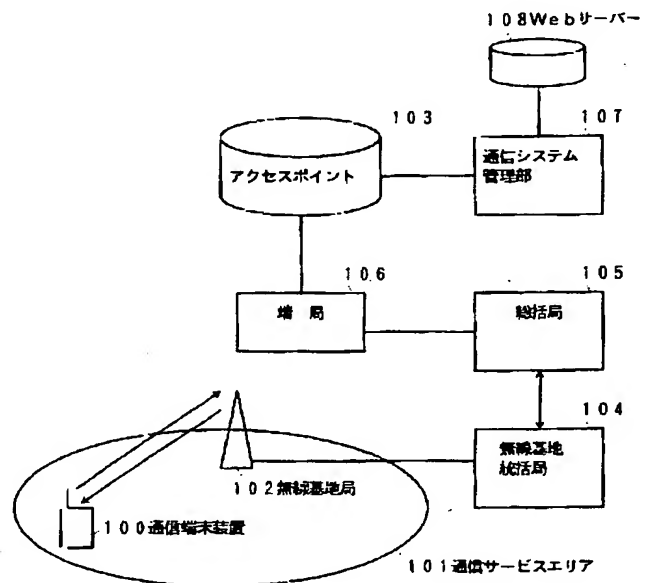 108Webサーバー
103
107
アクセスポイント
通信システム
管理部
106
105
端 局
総括局
104
無線基地
統括局
102無線基地局
100通信端末装置
101通信サービスエリア